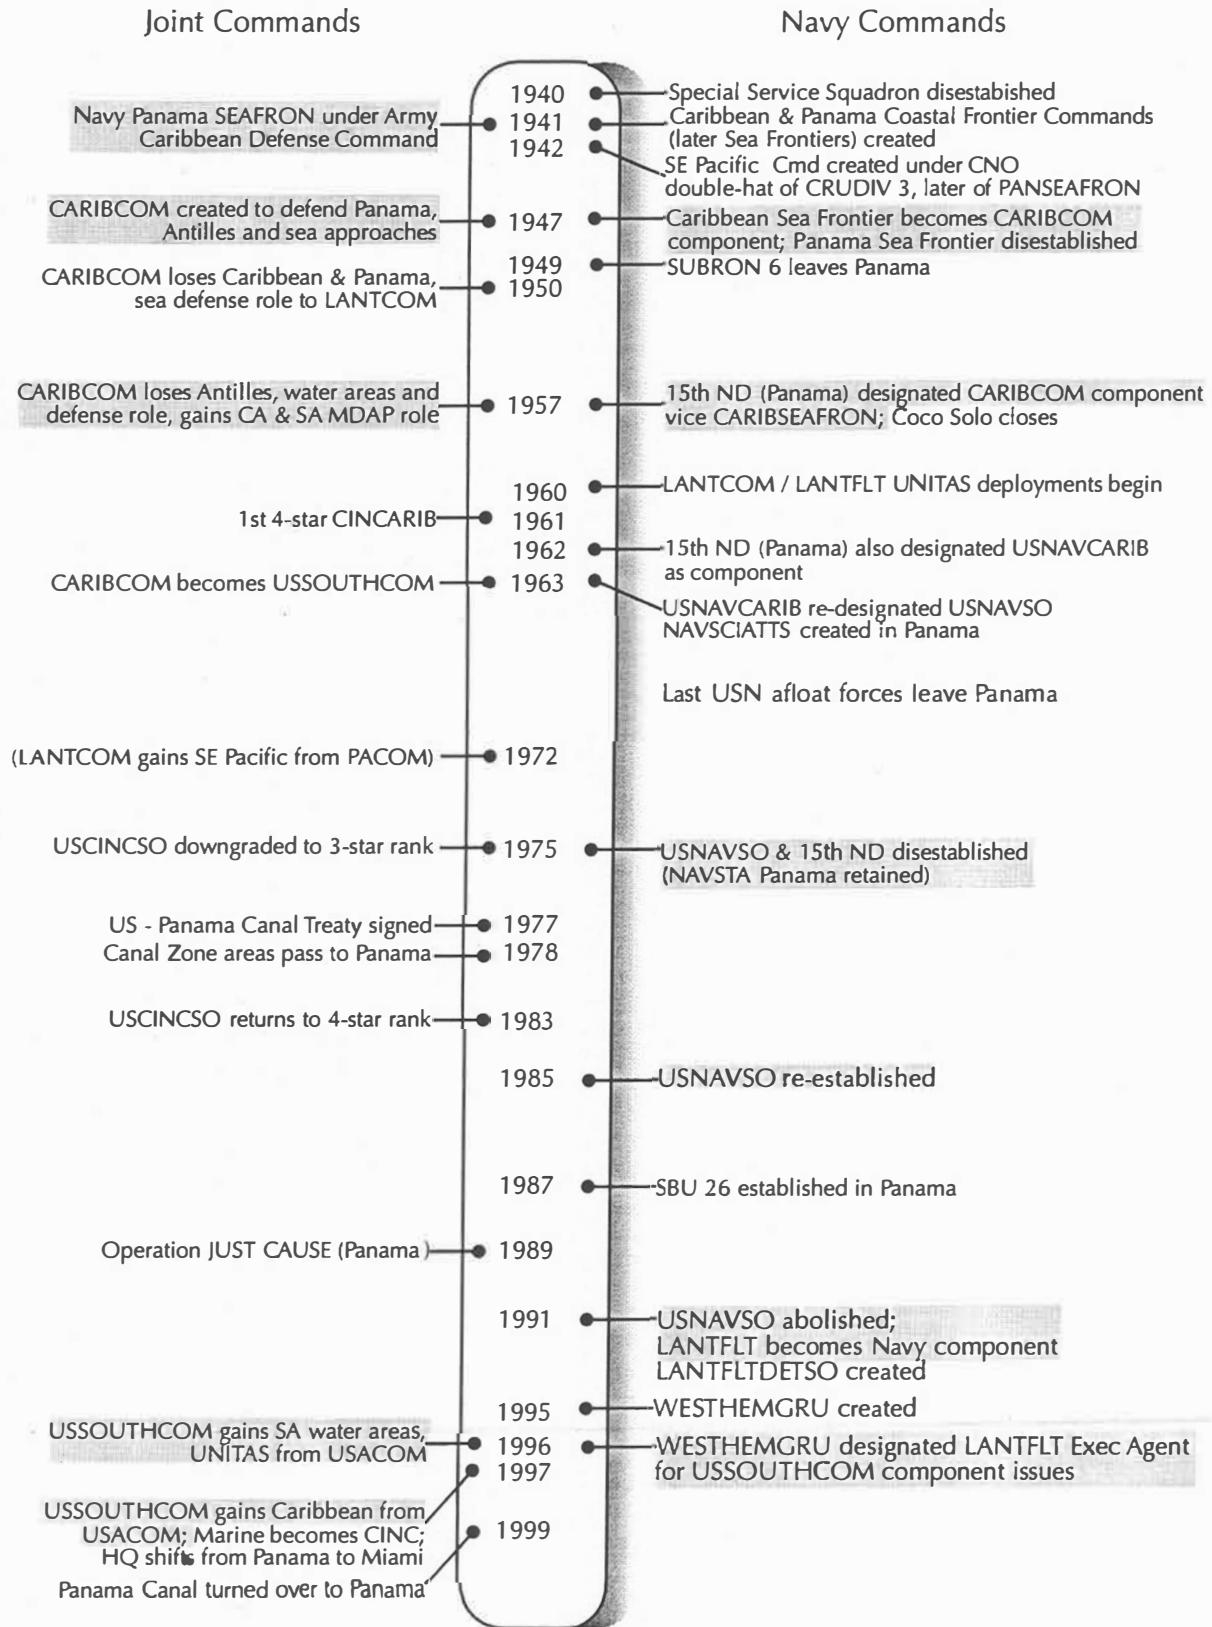 Joint Commands
Navy Commands
1940
Special Service Squadron disestabished
Navy Panama SEAFRON under Army
Caribbean Defense Command
1941
Caribbean & Panama Coastal Frontier Commands
(later Sea Frontiers) created
1942
SE Pacific Cmd created under CNO
double-hat of CRUDIV 3, later of PANSEAFRON
CARIBCOM created to defend Panama,
Antilles and sea approaches
1947
Caribbean Sea Frontier becomes CARIBCOM
component; Panama Sea Frontier disestablished
1949
SUBRON 6 leaves Panama
CARIBCOM loses Caribbean & Panama,
sea defense role to LANTCOM
1950
CARIBCOM loses Antilles, water areas and
defense role, gains CA & SA MDAP role
1957
15th ND (Panama) designated CARIBCOM component
vice CARIBSEAFRON; Coco Solo closes
1960
LANTCOM / LANTFLT UNITAS deployments begin
1st 4-star CINCARIB
1961
1962
15th ND (Panama) also designated USNAVCARIB
as component
CARIBCOM becomes USSOUTHCOM
1963
USNAVCARIB re-designated USNAVSO
NAVSCIATTS created in Panama
Last USN afloat forces leave Panama
(LANTCOM gains SE Pacific from PACOM)
1972
USCINCSO downgraded to 3-star rank
1975
USNAVSO & 15th ND disestablished
(NAVSTA Panama retained)
US - Panama Canal Treaty signed
1977
Canal Zone areas pass to Panama
1978
USCINCSO returns to 4-star rank
1983
1985
USNAVSO re-established
1987
SBU 26 established in Panama
Operation JUST CAUSE (Panama )
1989
1991
USNAVSO abolished;
LANTFLT becomes Navy component
LANTFLTDETSO created
1995
WESTHEMGRU created
USSOUTHCOM gains SA water areas,
UNITAS from USACOM
1996
WESTHEMGRU designated LANTFLT Exec Agent
for USSOUTHCOM component issues
1997
USSOUTHCOM gains Caribbean from
USACOM; Marine becomes CINC;
HQ shifts from Panama to Miami
1999
Panama Canal turned over to Panama